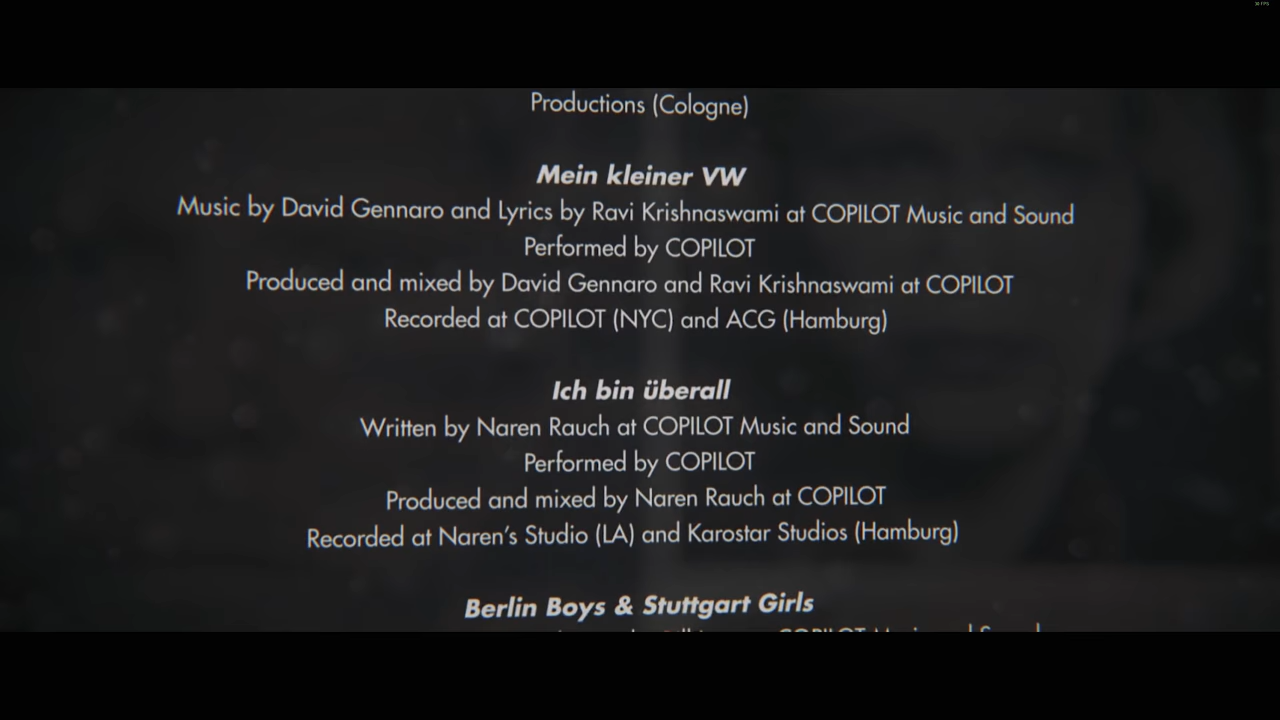 Productions (Cologne)
Mein kleiner VW
Music by David Gennaro and Lyrics by Ravi Krishnaswami at COPILOT Music and Sound
Performed by COPILOT
Produced and mixed by David Gennaro and Ravi Krishnaswami at COPILOT
Recorded at COPILOT (NYC) and ACG (Hamburg)
Ich bin überall
Written by Naren Rauch at COPILOT Music and Sound
Performed by COPILOT
Produced and mixed by Naren Rauch at COPILOT
Recorded at Naren's Studio (LA) and Karostar Studios (Hamburg)
Berlin Boys & Stuttgart Girls
COPILOT Music and Sound